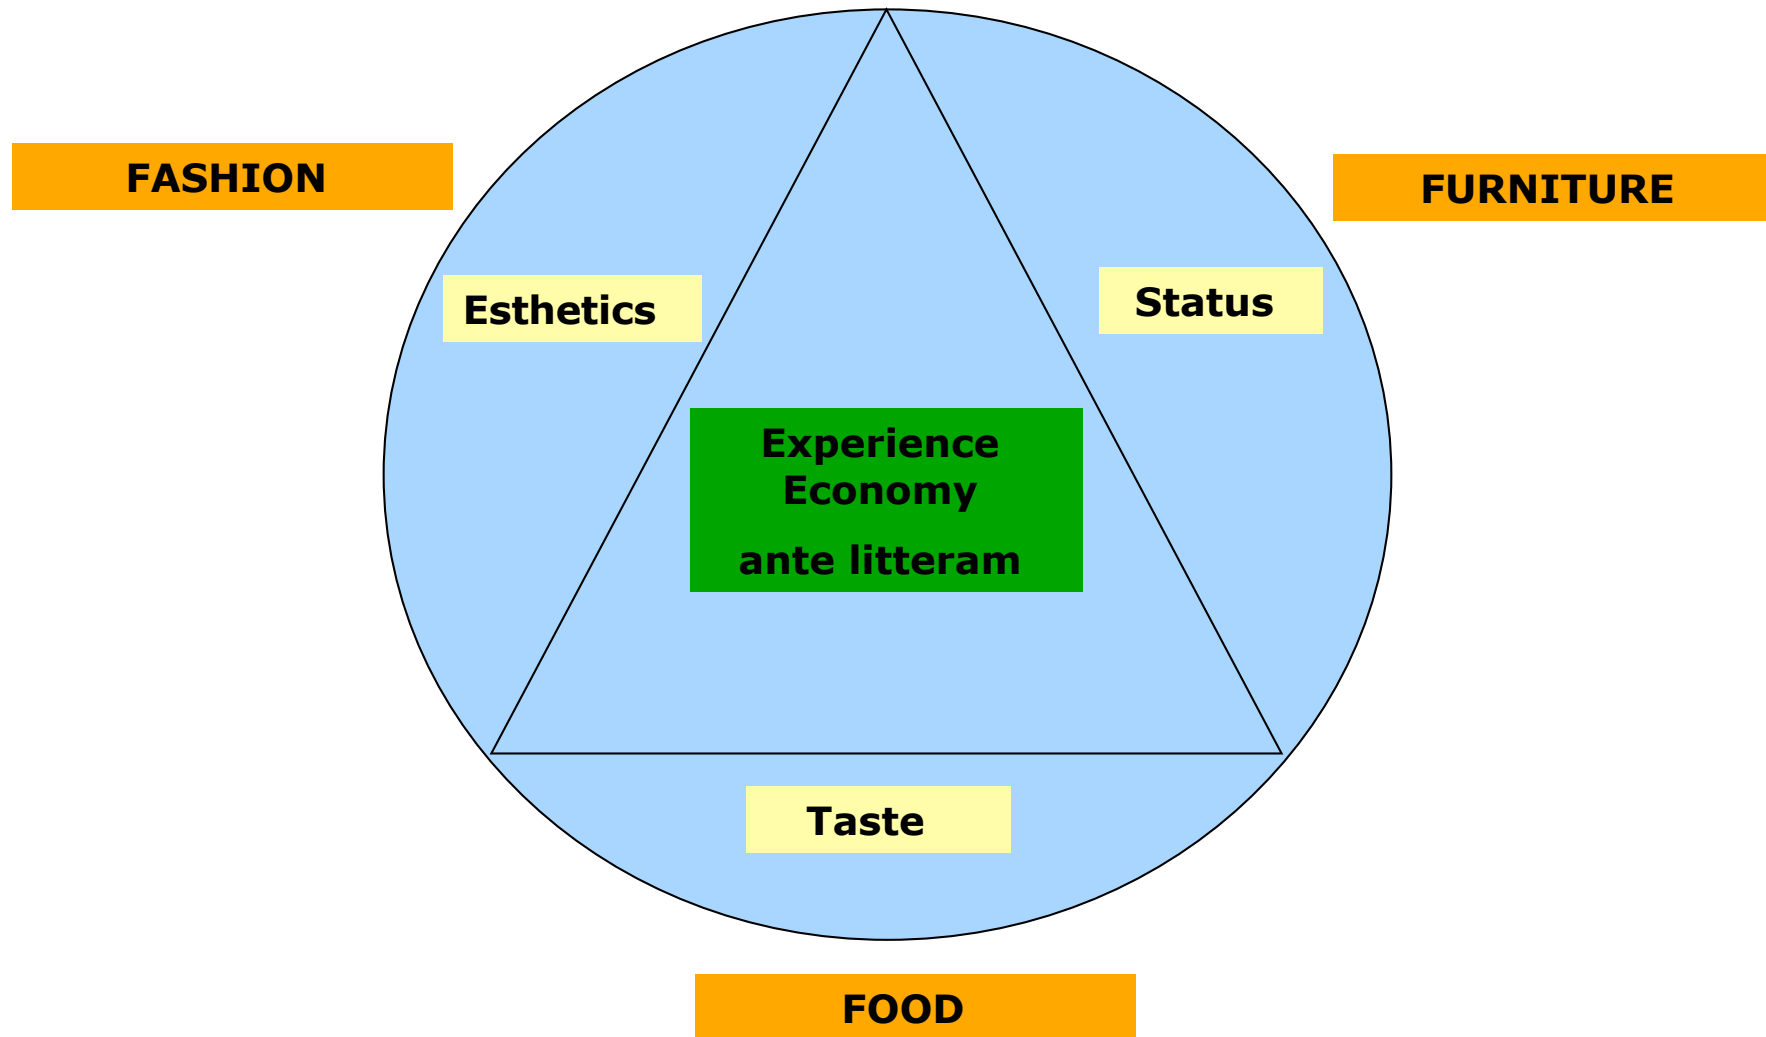 FASHION
FURNITURE
Esthetics
Status
Experience
Economy
ante litteram
Taste
FOOD